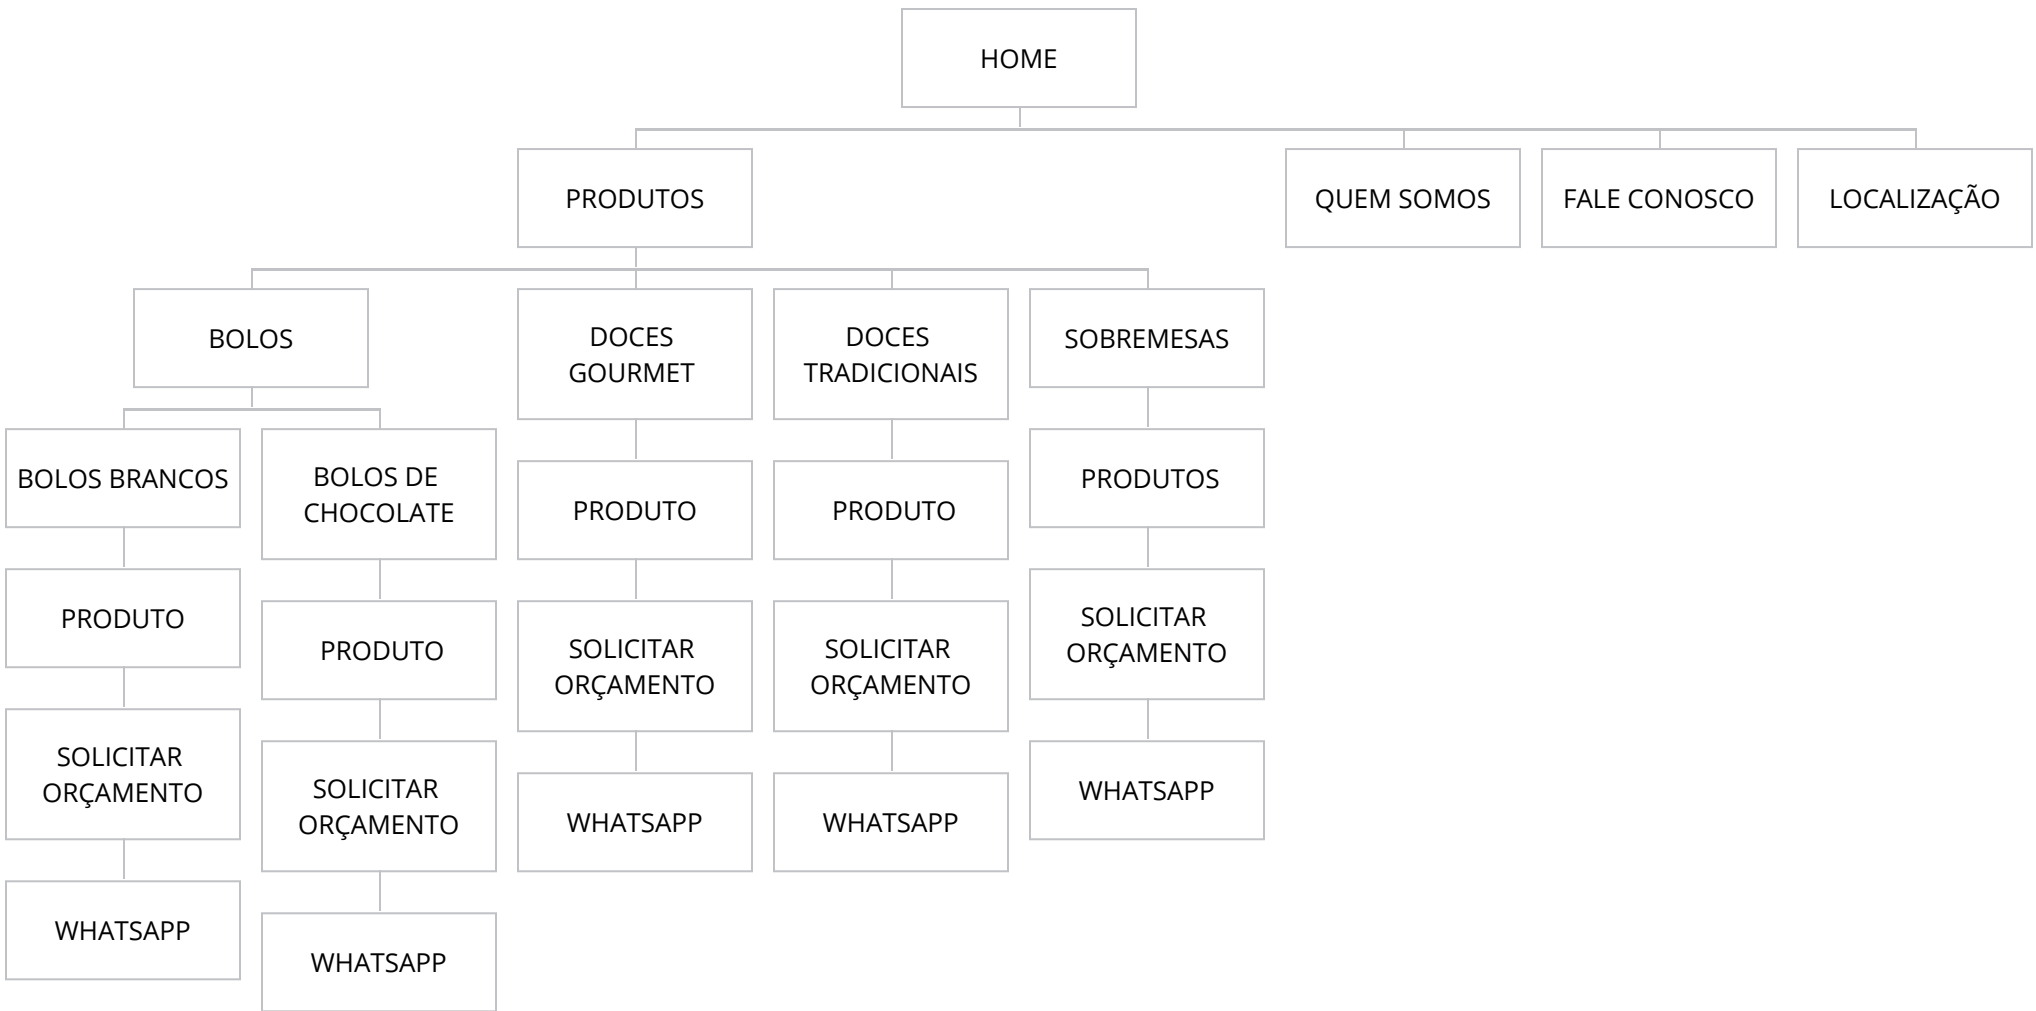 HOME
PRODUTOS
QUEM SOMOS
FALE CONOSCO
LOCALIZAÇÃO
BOLOS
DOCES
GOURMET
DOCES
TRADICIONAIS
SOBREMESAS
BOLOS BRANCOS
BOLOS DE
CHOCOLATE
PRODUTO
PRODUTO
PRODUTOS
PRODUTO
PRODUTO
SOLICITAR
ORÇAMENTO
SOLICITAR
ORÇAMENTO
SOLICITAR
ORÇAMENTO
SOLICITAR
ORÇAMENTO
SOLICITAR
ORÇAMENTO
WHATSAPP
WHATSAPP
WHATSAPP
WHATSAPP
WHATSAPP